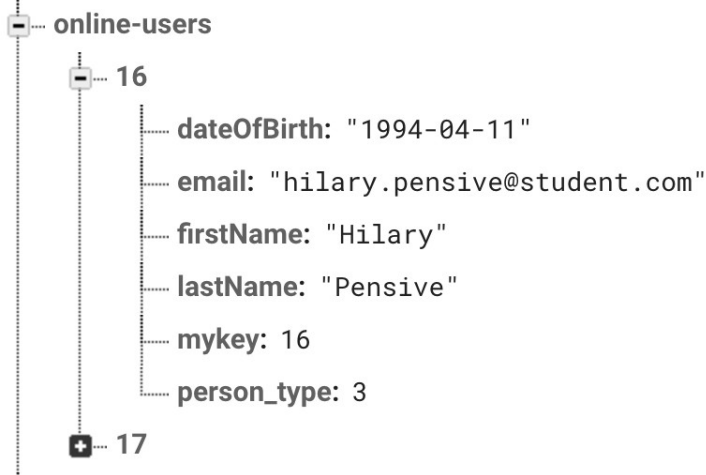 online-users
16
dateOfBirth: "1994-04-11"
email: "hilary.pensive@student.com"
firstName: "Hilary"
lastName: "Pensive"
mykey: 16
person_type: 3
17